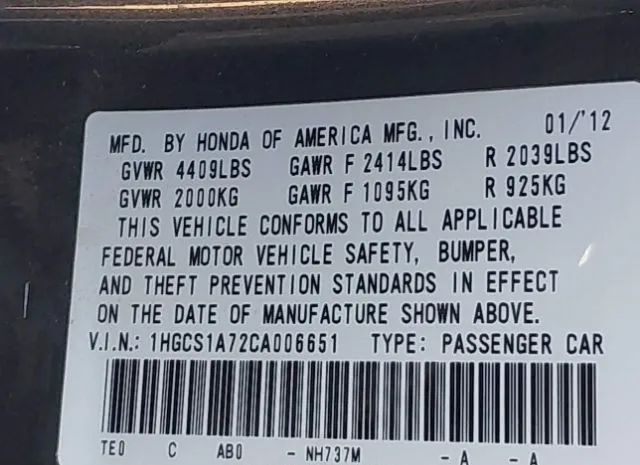 MFD. BY HONDA OF AMERICA MFG., INC. 01/'12
GVWR 4409LBS GAWR F 2414LBS R 2039LBS
GVWR 2000KG GAWR F 1095KG R 925KG
THIS VEHICLE CONFORMS TO ALL APPLICABLE
FEDERAL MOTOR VEHICLE SAFETY, BUMPER,
AND THEFT PREVENTION STANDARDS IN EFFECT
ON THE DATE OF MANUFACTURE SHOWN ABOVE.
V.I.N.: 1HGCS1A72CA006651 TYPE: PASSENGER CAR
TE0 C AB0 - NH737M - A - A